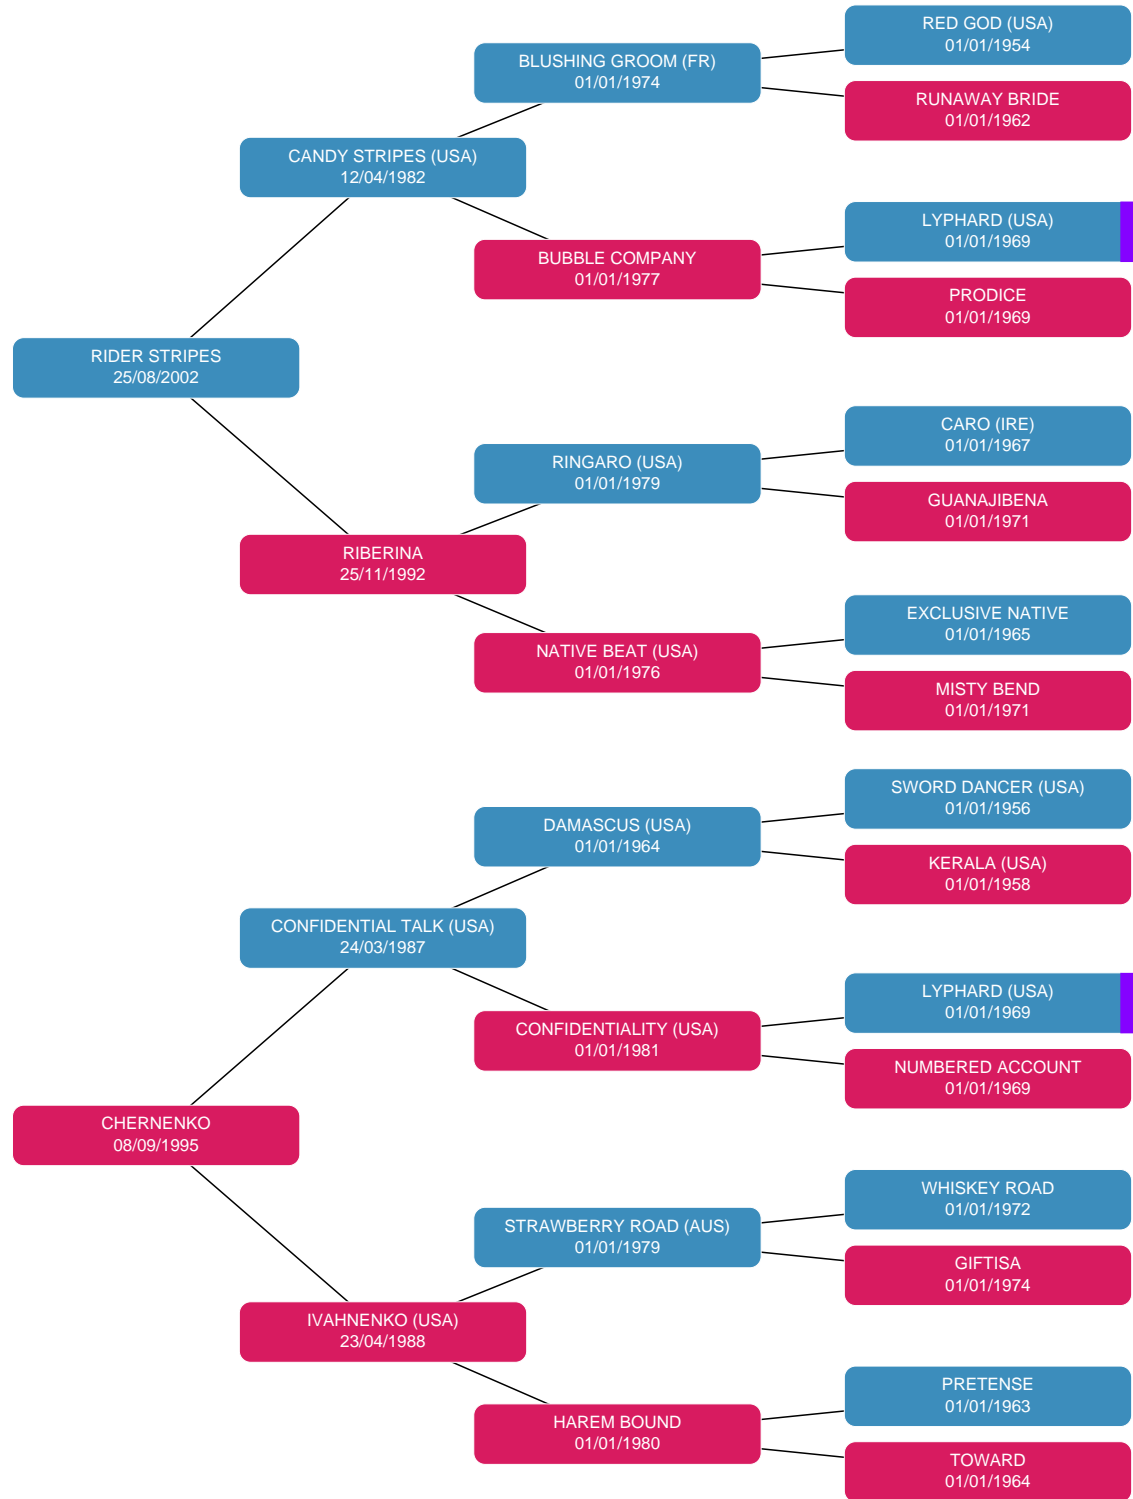 RED GOD (USA)
01/01/1954
BLUSHING GROOM (FR)
01/01/1974
RUNAWAY BRIDE
01/01/1962
CANDY STRIPES (USA)
12/04/1982
LYPHARD (USA)
01/01/1969
BUBBLE COMPANY
01/01/1977
PRODICE
01/01/1969
RIDER STRIPES
25/08/2002
CARO (IRE)
01/01/1967
RINGARO (USA)
01/01/1979
GUANAJIBENA
01/01/1971
RIBERINA
25/11/1992
EXCLUSIVE NATIVE
01/01/1965
NATIVE BEAT (USA)
01/01/1976
MISTY BEND
01/01/1971
SWORD DANCER (USA)
01/01/1956
DAMASCUS (USA)
01/01/1964
KERALA (USA)
01/01/1958
CONFIDENTIAL TALK (USA)
24/03/1987
LYPHARD (USA)
01/01/1969
CONFIDENTIALITY (USA)
01/01/1981
NUMBERED ACCOUNT
01/01/1969
CHERNENKO
08/09/1995
WHISKEY ROAD
01/01/1972
STRAWBERRY ROAD (AUS)
01/01/1979
GIFTISA
01/01/1974
IVAHNENKO (USA)
23/04/1988
PRETENSE
01/01/1963
HAREM BOUND
01/01/1980
TOWARD
01/01/1964